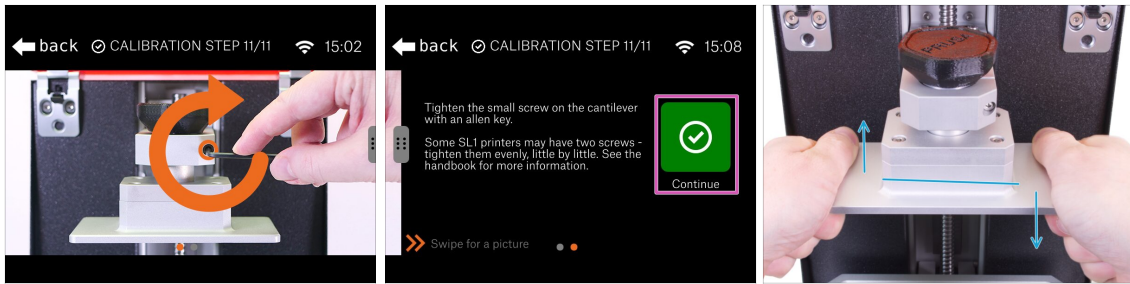 back CALIBRATION STEP 11/11 15:02
back CALIBRATION STEP 11/11 15:08
Tighten the small screw on the cantilever
with an allen key.
Some SL1 printers may have two screws -
tighten them evenly, little by little. See the
handbook for more information.
Continue
Swipe for a picture
PRUSA